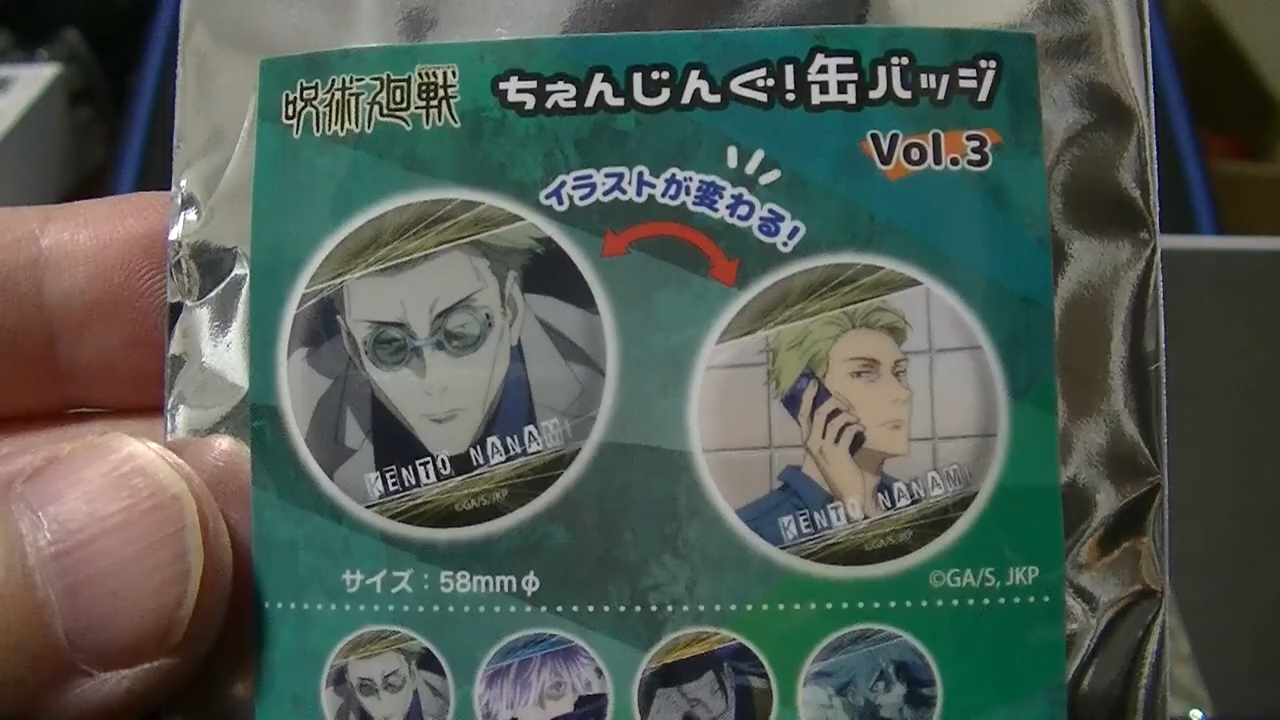 呪術廻戦
ちぇんじんぐ!缶バッジ
Vol.3
イラストが変わる!
KENTO NANAMI
©GA/S, JKP
KENTO NANAMI
©GA/S, JKP
サイズ:58mmφ
©GA/S, JKP